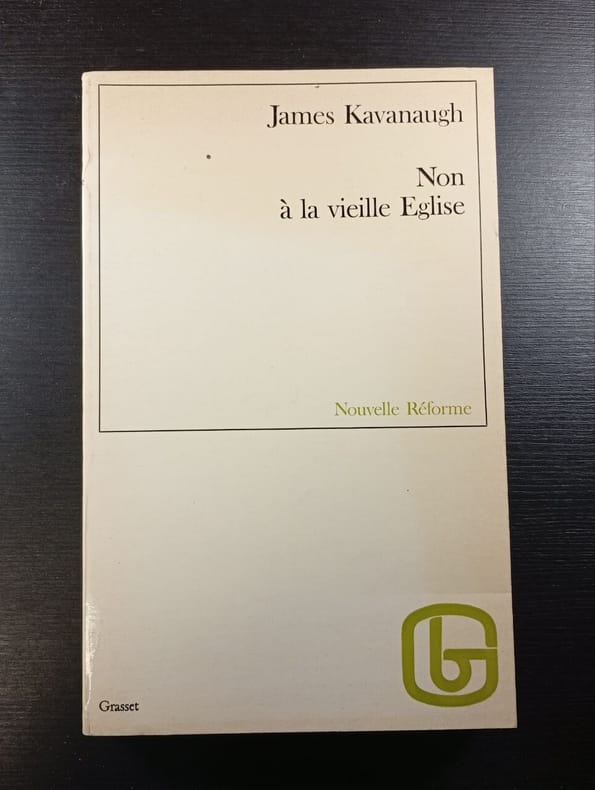 James Kavanaugh
Non
à la vieille Eglise
Nouvelle Réforme
Grasset